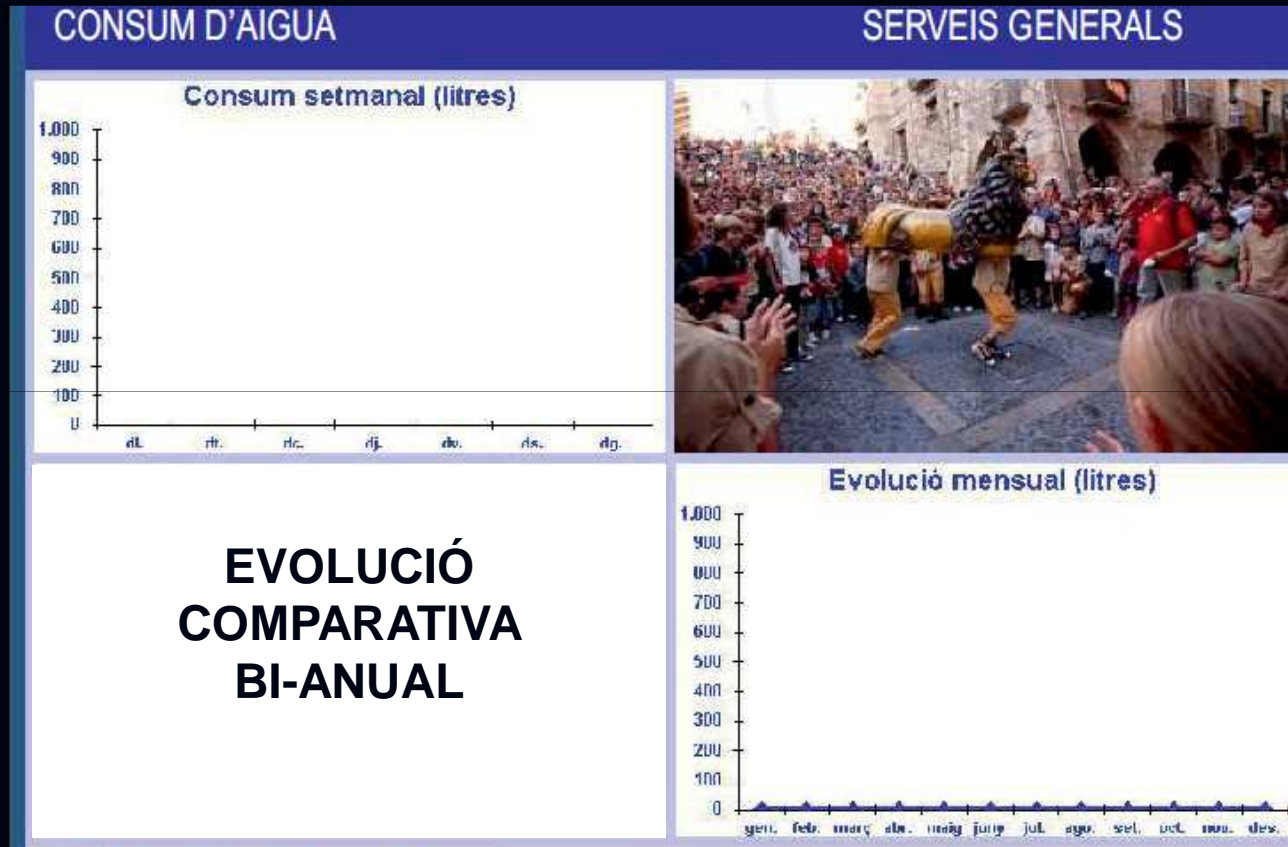 CONSUM D'AIGUA
SERVEIS GENERALS
Consum setmanal (litres)
1.000
900
800
700
600
500
400
300
200
100
0
dl. dt. dc. dj. dv. ds. dg.
EVOLUCIÓ
COMPARATIVA
BI-ANUAL
Evolució mensual (litres)
1.000
900
800
700
600
500
400
300
200
100
0
gen. feb. març abr. maig juny jul. ago. set. oct. nov. des.